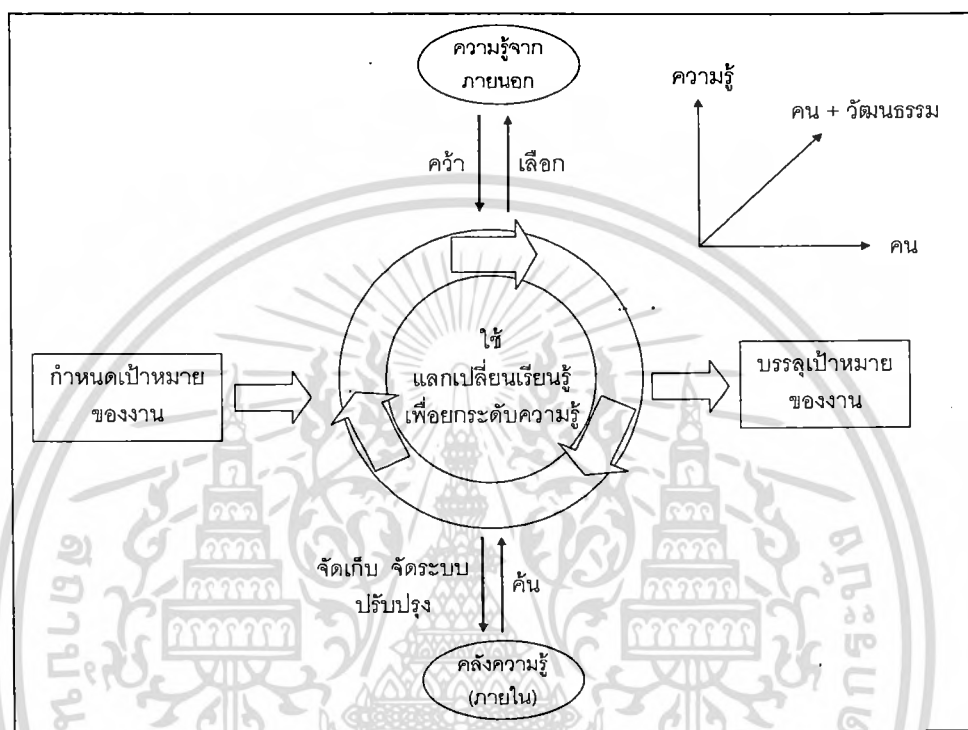 ความรู้จาก
ภายนอก
ความรู้
คน + วัฒนธรรม
คว้า
เลือก
คน
ใช้
แลกเปลี่ยนเรียนรู้
เพื่อยกระดับความรู้
กำหนดเป้าหมาย
ของงาน
บรรลุเป้าหมาย
ของงาน
จัดเก็บ จัดระบบ
ปรับปรุง
ค้น
คลังความรู้
(ภายใน)